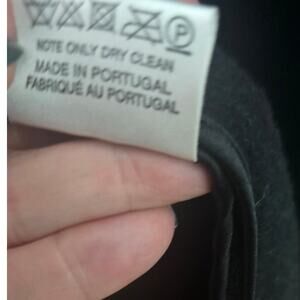 P
NOTE ONLY DRY CLEAN
MADE IN PORTUGAL
FABRIQUÉ AU PORTUGAL